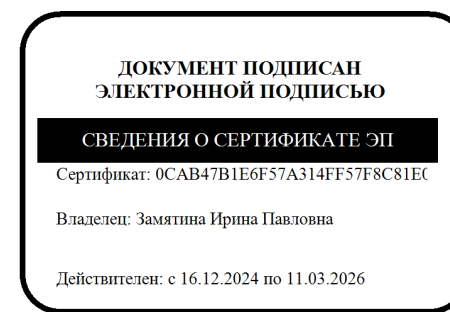 ДОКУМЕНТ ПОДПИСАН
ЭЛЕКТРОННОЙ ПОДПИСЬЮ
СВЕДЕНИЯ О СЕРТИФИКАТЕ ЭП
Сертификат: 0CAB47B1E6F57A314FF57F8C81E0
Владелец: Замятина Ирина Павловна
Действителен: с 16.12.2024 по 11.03.2026